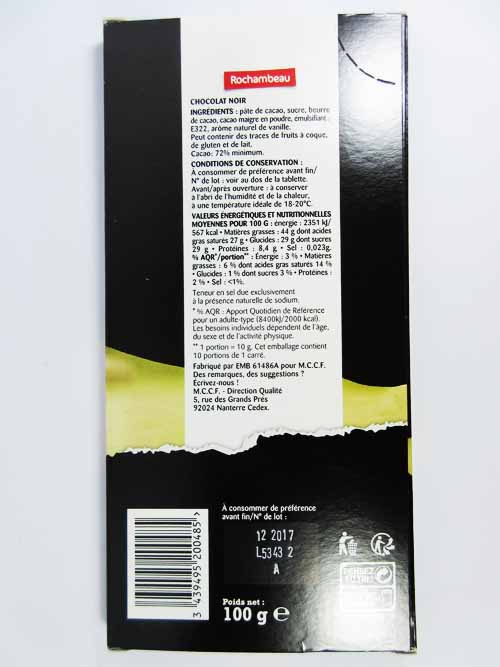 Rochambeau
CHOCOLAT NOIR
INGRÉDIENTS : pâte de cacao, sucre, beurre
de cacao, cacao maigre en poudre, émulsifiant :
E322, arôme naturel de vanille.
Peut contenir des traces de fruits à coque,
de gluten et de lait.
Cacao: 72% minimum.
CONDITIONS DE CONSERVATION :
A consommer de préférence avant fin/
N° de lot : voir au dos de la tablette.
Avant/après ouverture : à conserver
à l'abri de l'humidité et de la chaleur,
à une température idéale de 18-20°C.
VALEURS ÉNERGÉTIQUES ET NUTRITIONNELLES
MOYENNES POUR 100 G : énergie : 2351 kJ/
567 kcal • Matières grasses : 44 g dont acides
gras saturés 27 g • Glucides : 29 g dont sucres
29 g • Protéines : 8,4 g • Sel : 0,023g.
% AQR*/portion** : Énergie : 3 % • Matières
grasses : 6 % dont acides gras saturés 14 %
• Glucides : 1 % dont sucres 3 % • Protéines :
2 % • Sel : <1%.
Teneur en sel due exclusivement
à la présence naturelle de sodium.
* % AQR : Apport Quotidien de Référence
pour un adulte-type (8400kJ/2000 kcal).
Les besoins individuels dépendent de l'âge,
du sexe et de l'activité physique.
** 1 portion = 10 g. Cet emballage contient
10 portions de 1 carré.
Fabriqué par EMB 61486A pour M.C.C.F.
Des remarques, des suggestions ?
Écrivez-nous !
M.C.C.F. - Direction Qualité
5, rue des Grands Prés
92024 Nanterre Cedex.
À consommer de préférence
avant fin/N° de lot :
12 2017
L5343 2
A
3 439495 200485 >
PENSEZ
AU TRI !
Poids net :
100 g e